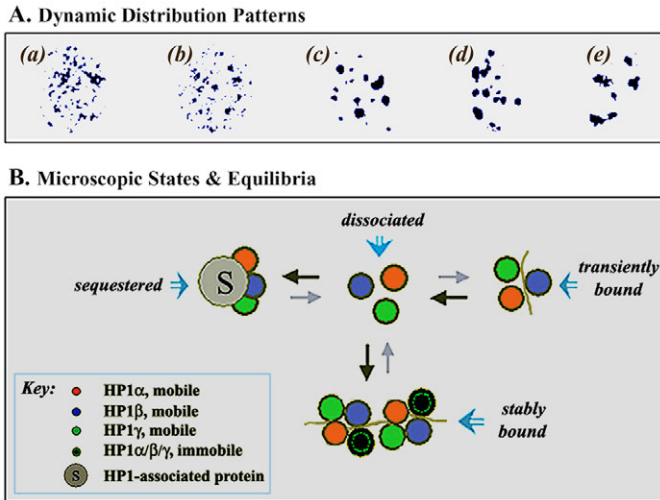 A. Dynamic Distribution Patterns
(a) (b) (c) (d) (e)
B. Microscopic States & Equilibria
dissociated
sequestered
S
transiently
bound
stably
bound
Key:
HP1α, mobile
HP1β, mobile
HP1γ, mobile
HP1α/β/γ, immobile
S HP1-associated protein